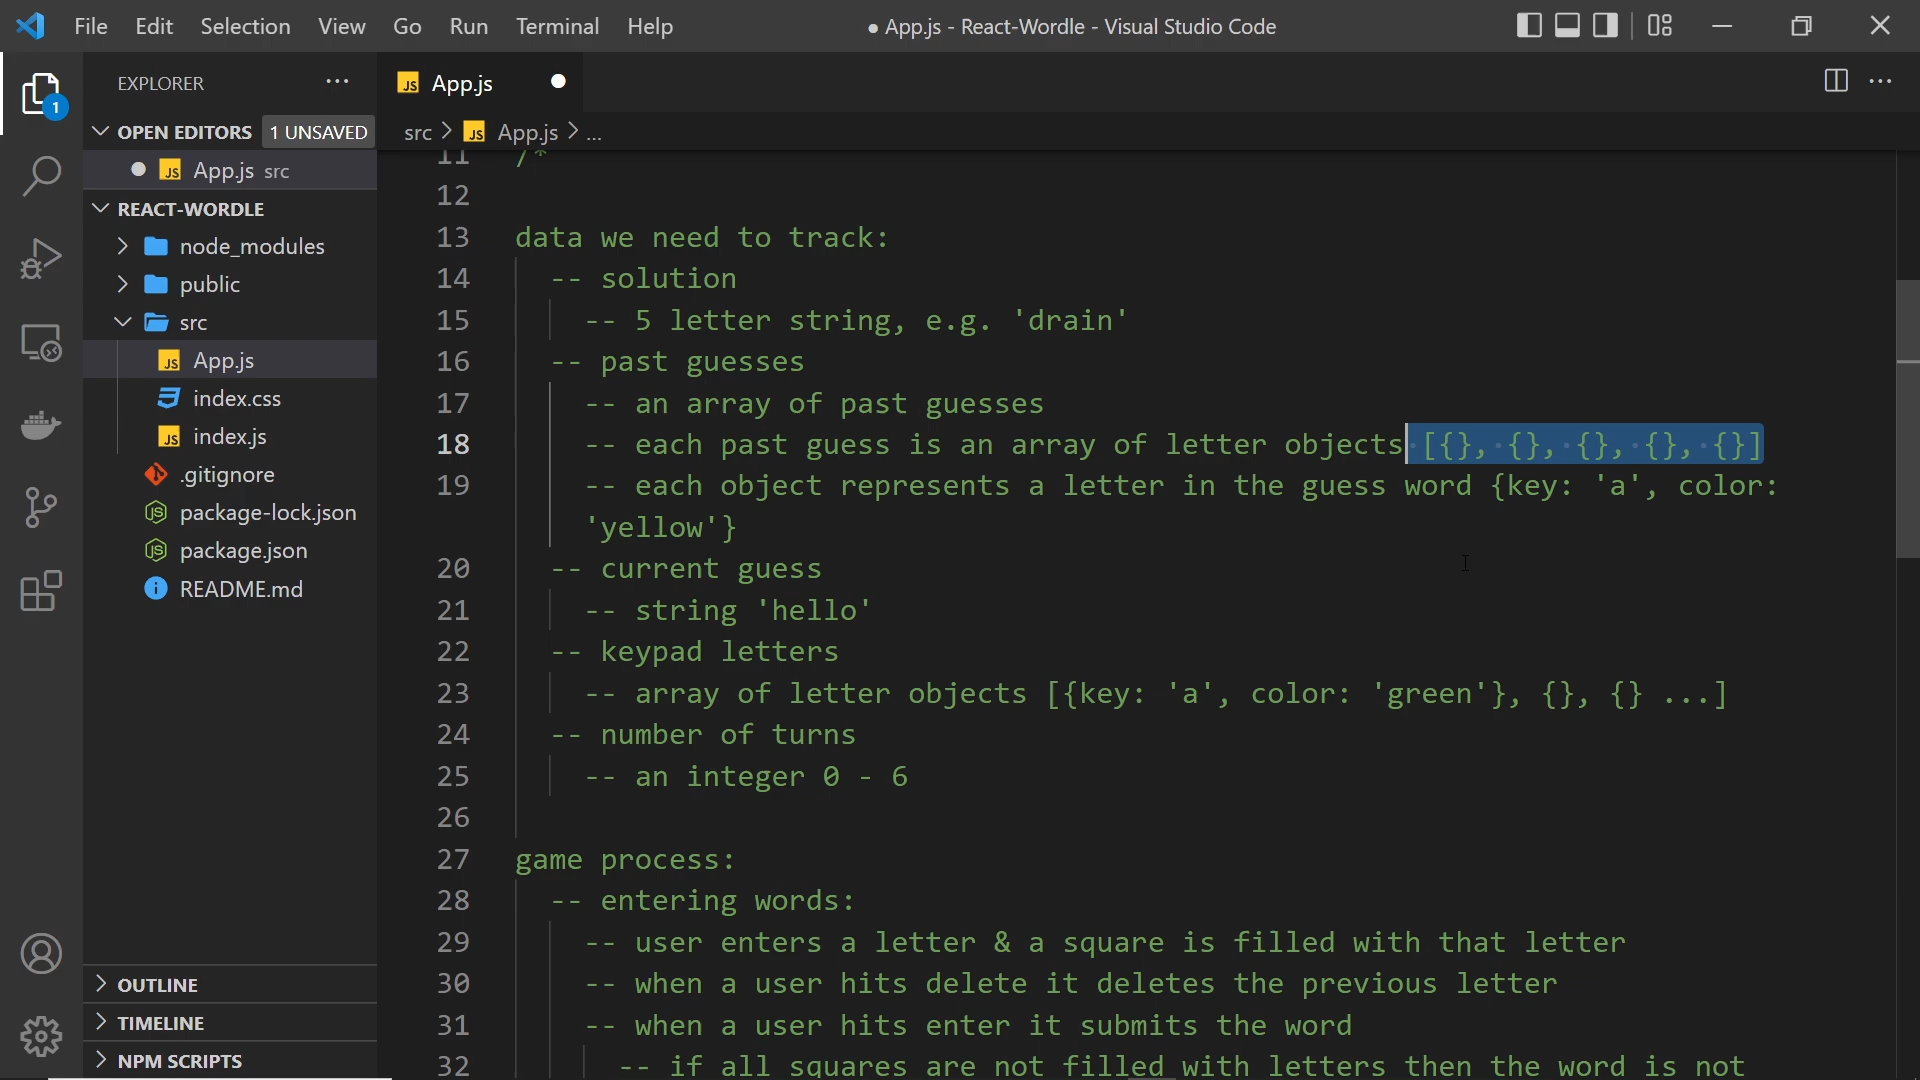 File Edit Selection View Go Run Terminal Help
● App.js - React-Wordle - Visual Studio Code
EXPLORER
1
OPEN EDITORS 1 UNSAVED
JS App.js src
REACT-WORDLE
node_modules
public
src
JS App.js
index.css
JS index.js
.gitignore
package-lock.json
package.json
README.md
OUTLINE
TIMELINE
NPM SCRIPTS
JS App.js
src > JS App.js > ...
11 /*
12
13 data we need to track:
14 -- solution
15 -- 5 letter string, e.g. 'drain'
16 -- past guesses
17 -- an array of past guesses
18 -- each past guess is an array of letter objects [{}, {}, {}, {}, {}]
19 -- each object represents a letter in the guess word {key: 'a', color:
'yellow'}
20 -- current guess
21 -- string 'hello'
22 -- keypad letters
23 -- array of letter objects [{key: 'a', color: 'green'}, {}, {} ...]
24 -- number of turns
25 -- an integer 0 - 6
26
27 game process:
28 -- entering words:
29 -- user enters a letter & a square is filled with that letter
30 -- when a user hits delete it deletes the previous letter
31 -- when a user hits enter it submits the word
32 -- if all squares are not filled with letters then the word is not